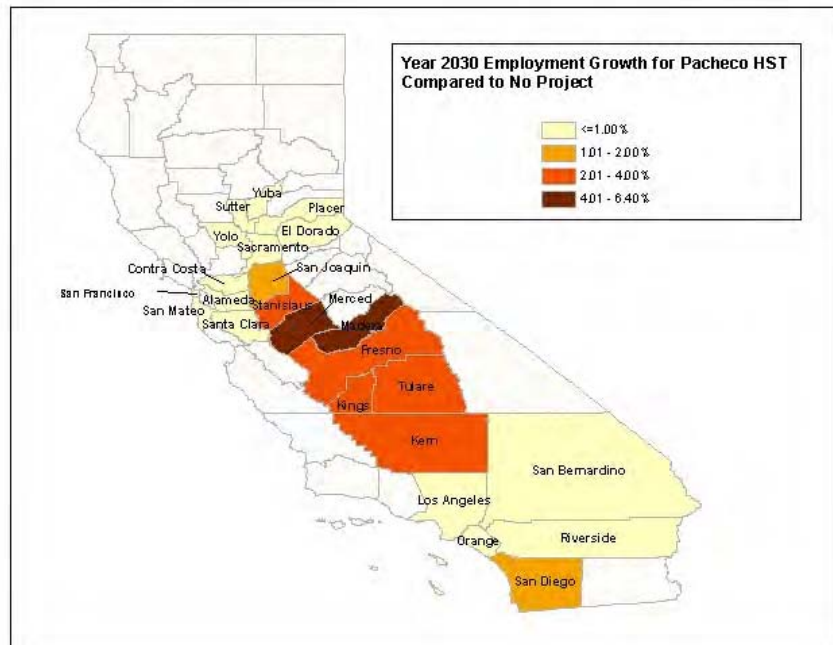 Year 2030 Employment Growth for Pacheco HST
Compared to No Project
<=1.00%
1.01 - 2.00%
2.01 - 4.00%
4.01 - 6.40%
Yuba
Sutter
Placer
Yolo
El Dorado
Sacramento
Contra Costa
San Joaquin
San Francisco
Alameda
Stanislaus
Merced
San Mateo
Santa Clara
Madera
Fresno
Tulare
Kings
Kern
San Bernardino
Los Angeles
Orange
Riverside
San Diego